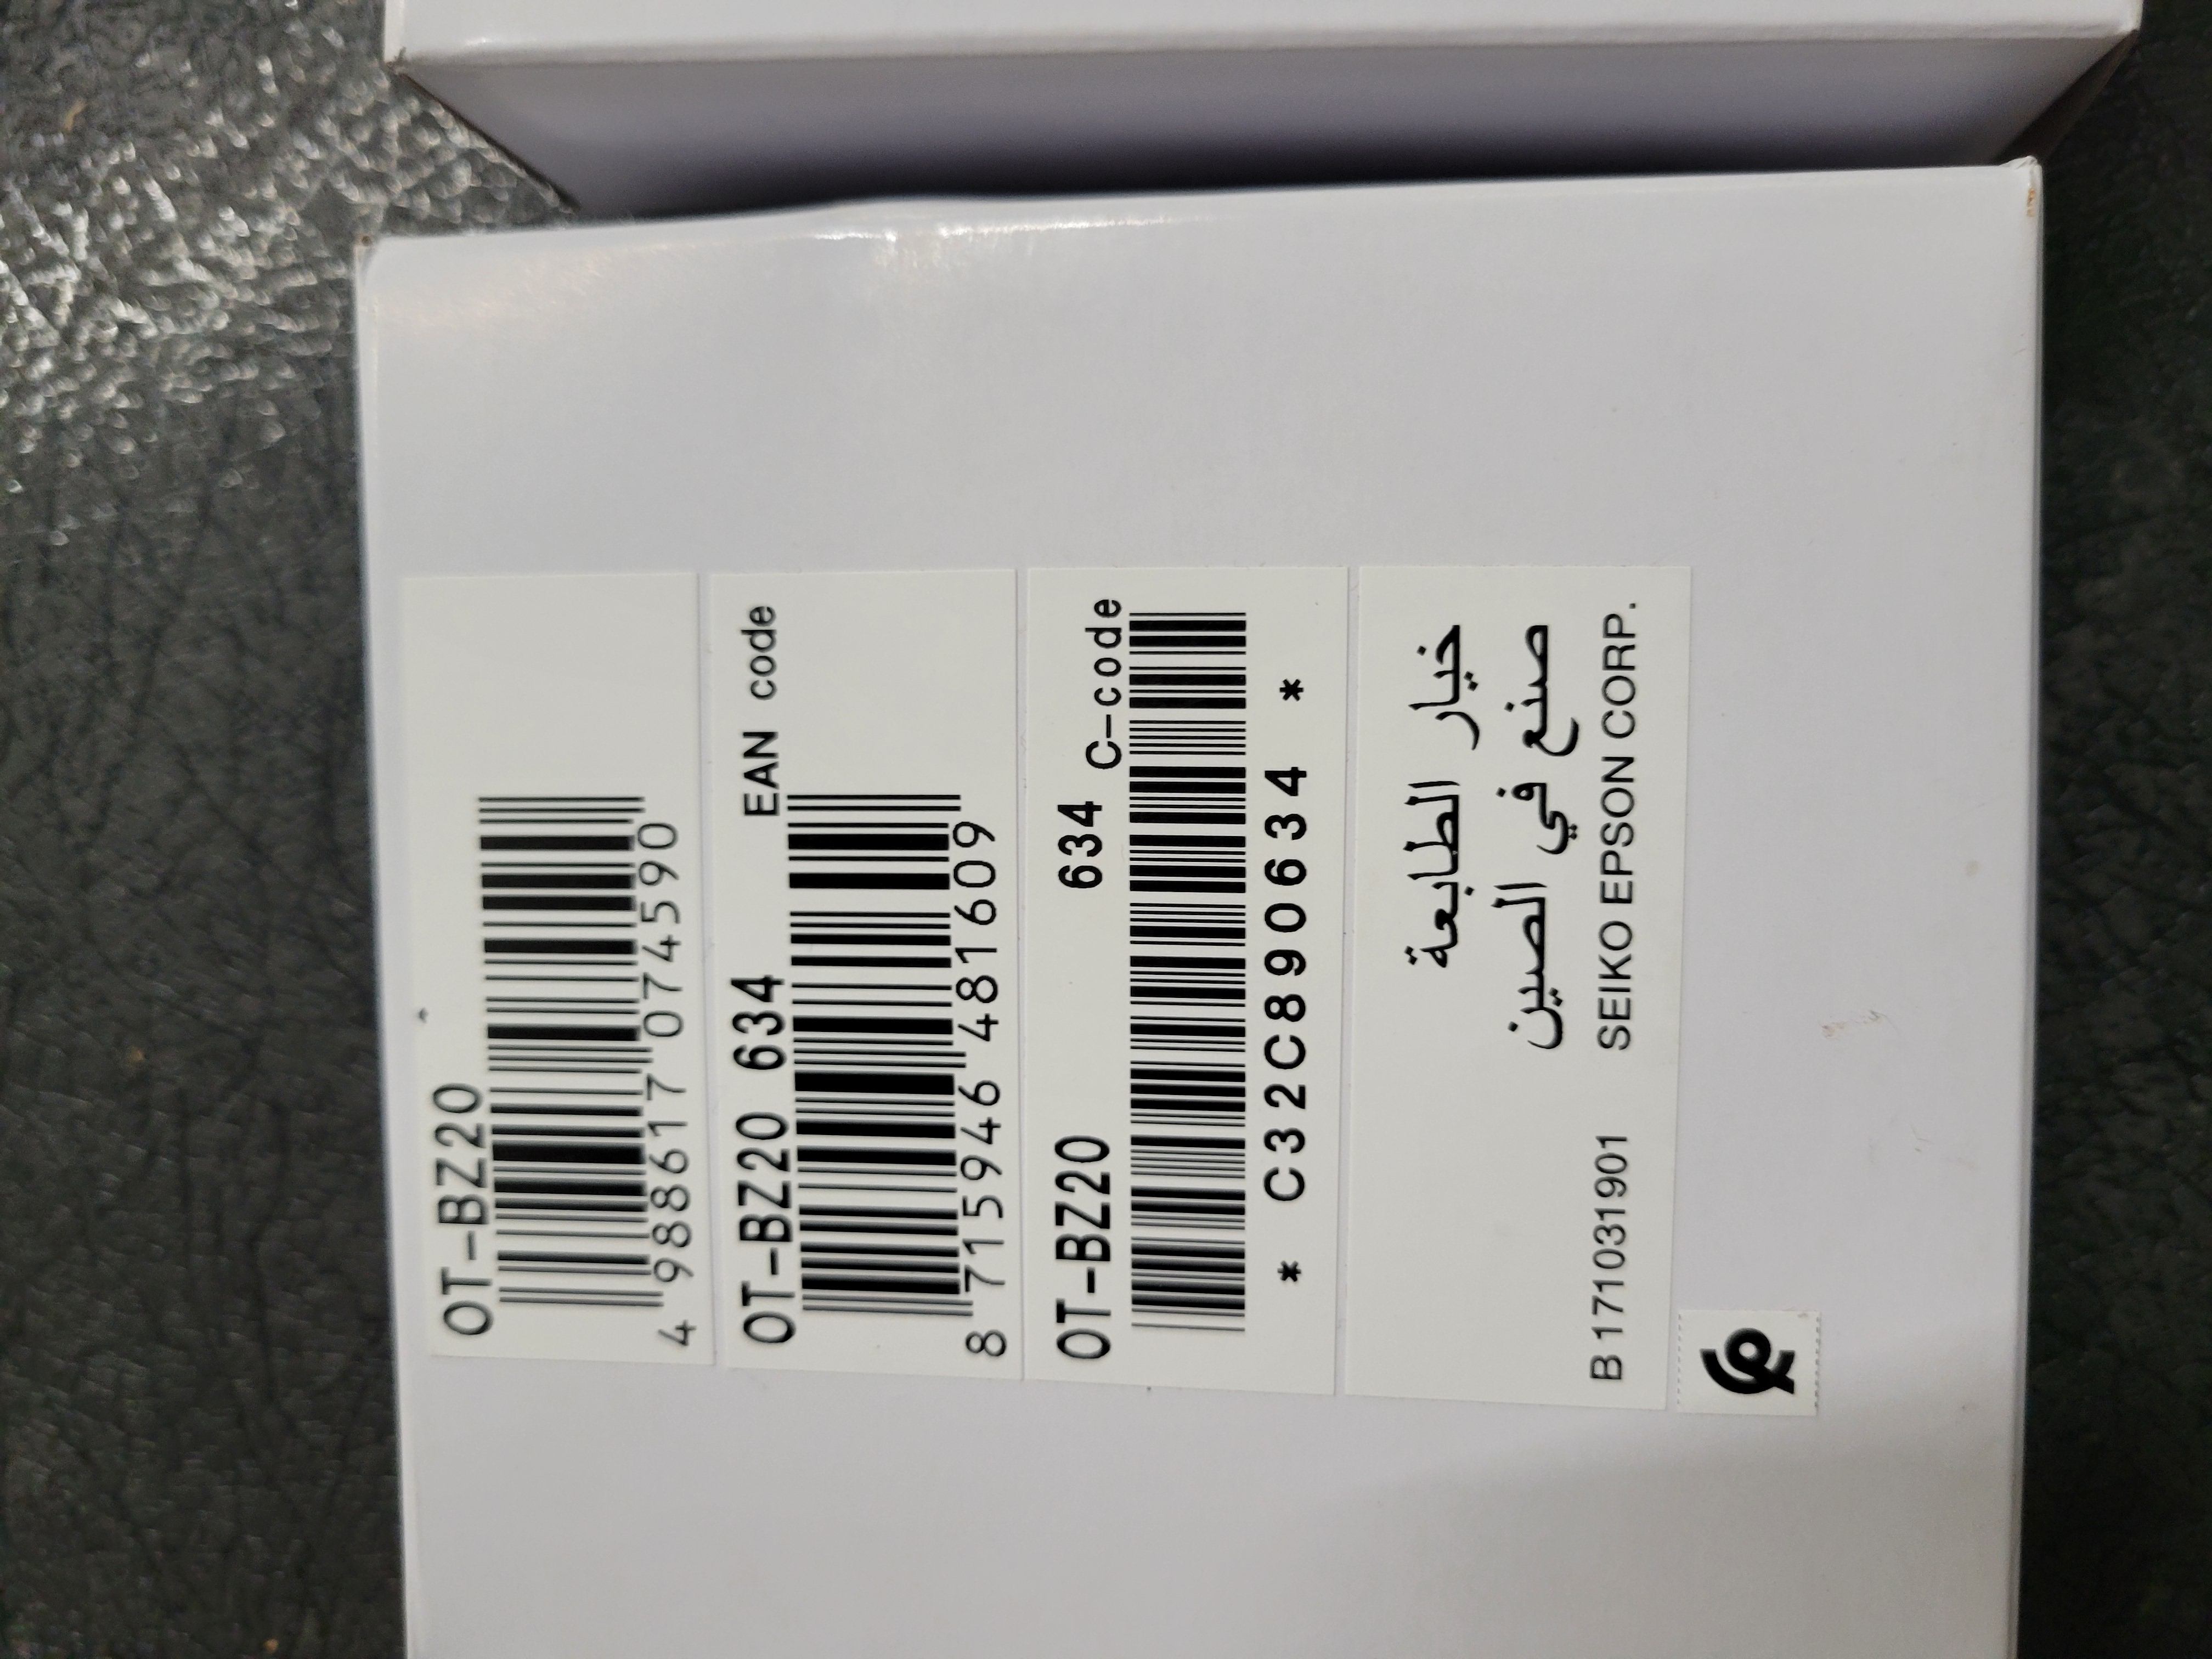 OT-BZ20
4 988617 074590
OT-BZ20 634 EAN code
8 715946 481609
OT-BZ20 634 C-code
* C32C890634 *
خيار الطابعة
صنع في الصين
B 171031901 SEIKO EPSON CORP.